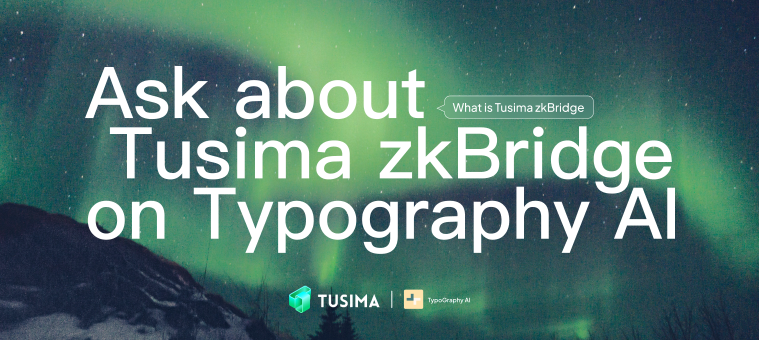 Ask about
What is Tusima zkBridge
Tusima zkBridge
on Typography AI
TUSIMA
TypoGraphy AI